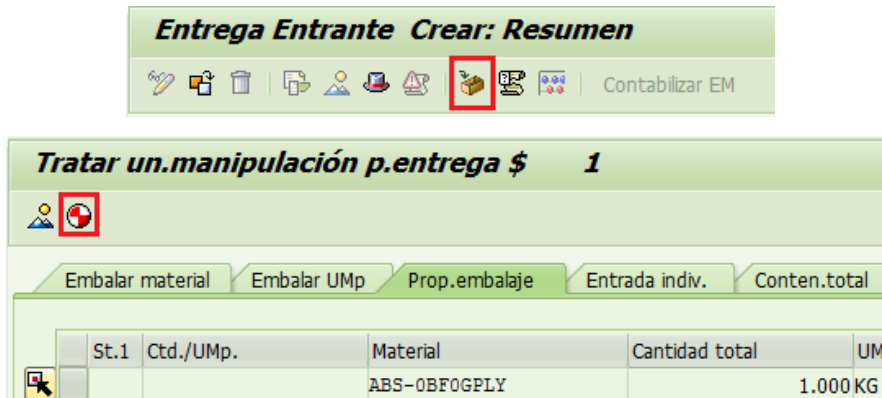 Entrega Entrante Crear: Resumen
Contabilizar EM
Tratar un.manipulación p.entrega $ 1
Embalar material Embalar UMp Prop.embalaje Entrada indiv. Conten.total
St.1 Ctd./UMp. Material Cantidad total UM
ABS-0BF0GPLY 1.000 KG